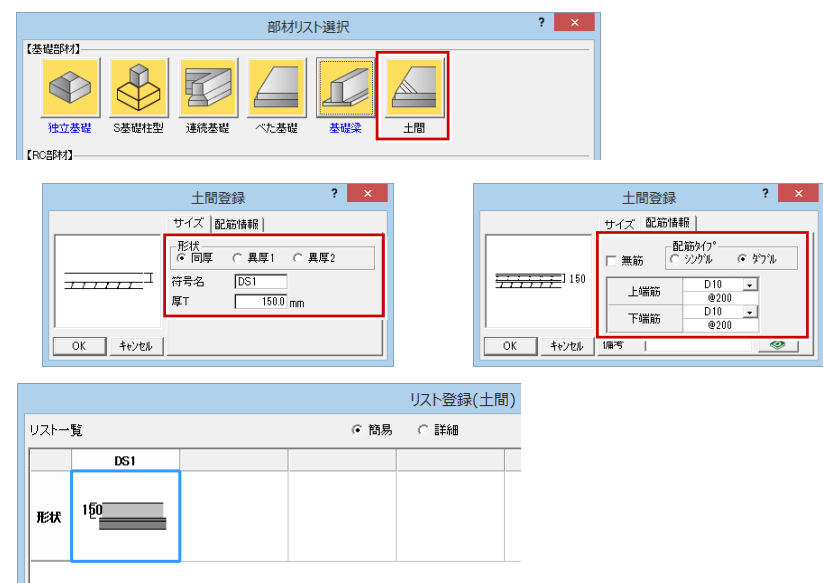 部材リスト選択 ? ×
【基礎部材】
独立基礎 S基礎柱型 連続基礎 べた基礎 基礎梁 土間
【RC部材】
土間登録 ? ×
サイズ 配筋情報
形状
同厚 異厚1 異厚2
符号名 DS1
厚T 150.0 mm
OK キャンセル
土間登録 ? ×
サイズ 配筋情報
配筋タイプ
無筋 シングル ダブル
150
上端筋 D10
@200
下端筋 D10
@200
OK キャンセル 備考
リスト登録(土間)
リスト一覧 簡易 詳細
DS1
形状 150